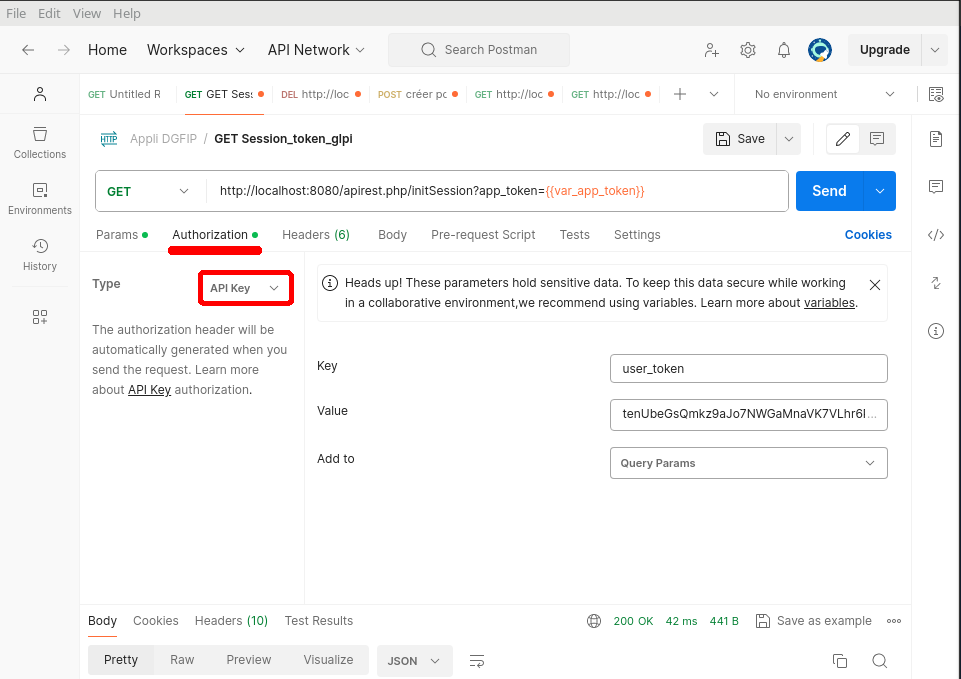 File Edit View Help
Home Workspaces API Network Search Postman Upgrade
GET Untitled R GET GET Ses: DEL http://loc POST créer pc GET http://loc GET http://loc No environment
HTTP Appli DGFIP / GET Session_token_glpi Save
Collections
Environments
History
GET http://localhost:8080/apirest.php/initSession?app_token={{var_app_token}} Send
Params Authorization Headers (6) Body Pre-request Script Tests Settings Cookies
Type API Key
The authorization header will be
automatically generated when you
send the request. Learn more
about API Key authorization.
Heads up! These parameters hold sensitive data. To keep this data secure while working
in a collaborative environment,we recommend using variables. Learn more about variables.
Key user_token
Value tenUbeGsQmkz9aJo7NWGaMnaVK7VLhr6l...
Add to Query Params
Body Cookies Headers (10) Test Results 200 OK 42 ms 441 B Save as example
Pretty Raw Preview Visualize JSON